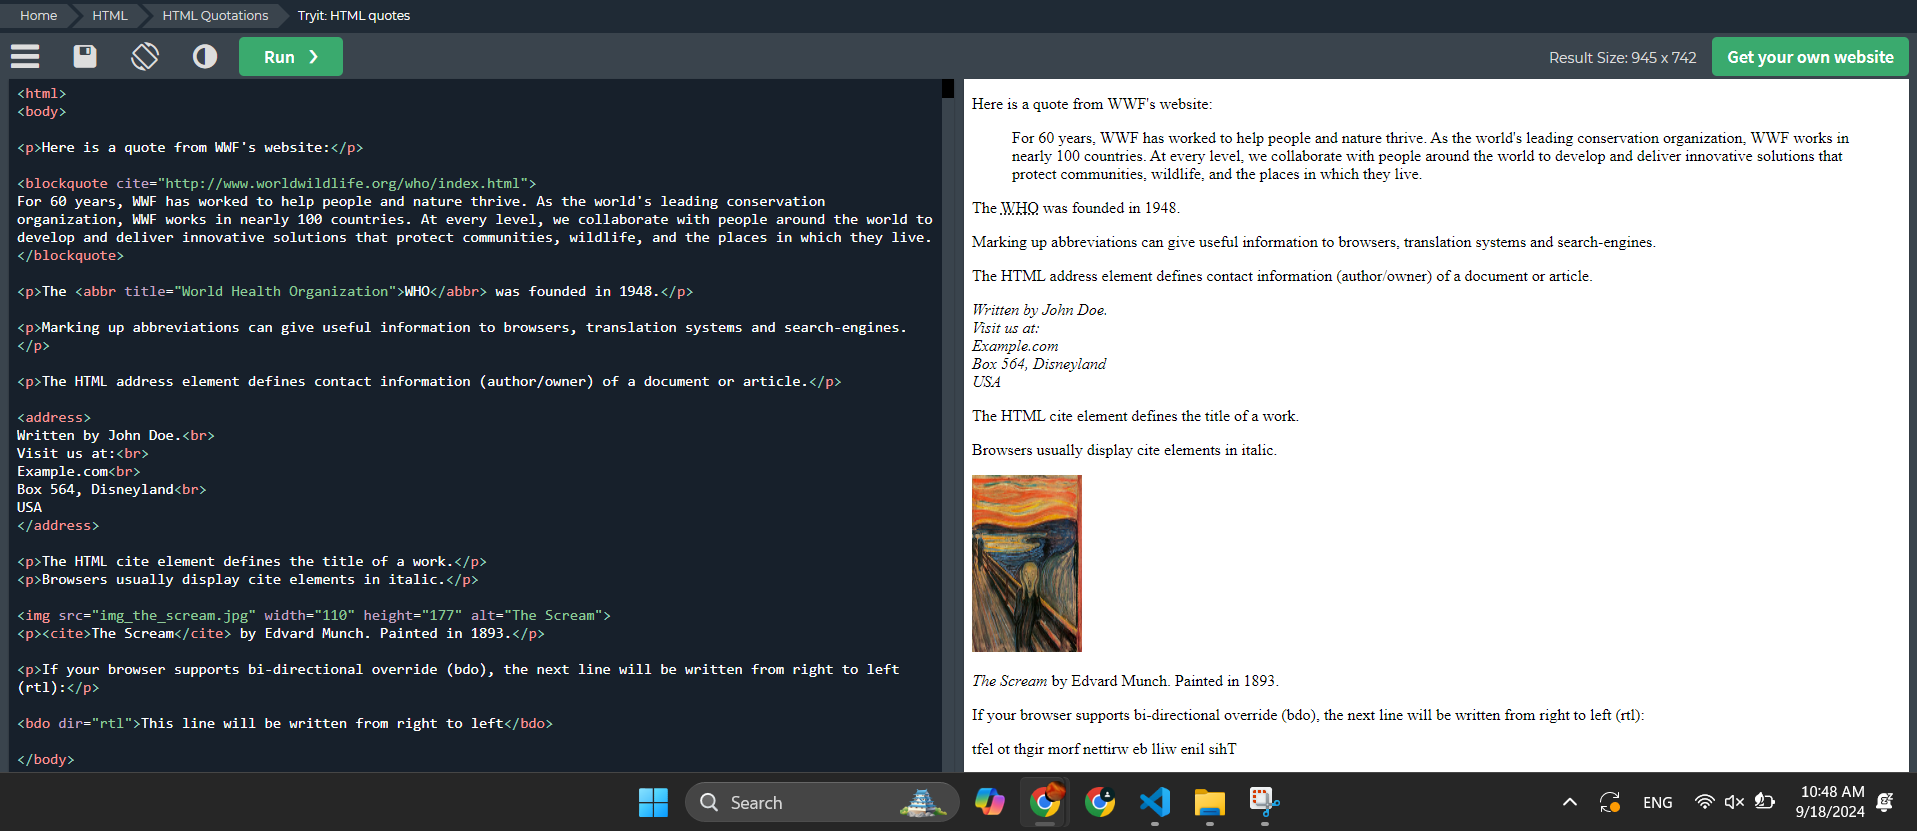 Home HTML HTML Quotations Tryit: HTML quotes
Run ❯ Result Size: 945 x 742 Get your own website
<html>
<body>
<p>Here is a quote from WWF's website:</p>
<blockquote cite="http://www.worldwildlife.org/who/index.html">
For 60 years, WWF has worked to help people and nature thrive. As the world's leading conservation
organization, WWF works in nearly 100 countries. At every level, we collaborate with people around the world to
develop and deliver innovative solutions that protect communities, wildlife, and the places in which they live.
</blockquote>
<p>The <abbr title="World Health Organization">WHO</abbr> was founded in 1948.</p>
<p>Marking up abbreviations can give useful information to browsers, translation systems and search-engines.
</p>
<p>The HTML address element defines contact information (author/owner) of a document or article.</p>
<address>
Written by John Doe.<br>
Visit us at:<br>
Example.com<br>
Box 564, Disneyland<br>
USA
</address>
<p>The HTML cite element defines the title of a work.</p>
<p>Browsers usually display cite elements in italic.</p>
<img src="img_the_scream.jpg" width="110" height="177" alt="The Scream">
<p><cite>The Scream</cite> by Edvard Munch. Painted in 1893.</p>
<p>If your browser supports bi-directional override (bdo), the next line will be written from right to left
(rtl):</p>
<bdo dir="rtl">This line will be written from right to left</bdo>
</body>
Here is a quote from WWF's website:
For 60 years, WWF has worked to help people and nature thrive. As the world's leading conservation organization, WWF works in
nearly 100 countries. At every level, we collaborate with people around the world to develop and deliver innovative solutions that
protect communities, wildlife, and the places in which they live.
The WHO was founded in 1948.
Marking up abbreviations can give useful information to browsers, translation systems and search-engines.
The HTML address element defines contact information (author/owner) of a document or article.
Written by John Doe.
Visit us at:
Example.com
Box 564, Disneyland
USA
The HTML cite element defines the title of a work.
Browsers usually display cite elements in italic.
The Scream by Edvard Munch. Painted in 1893.
If your browser supports bi-directional override (bdo), the next line will be written from right to left (rtl):
tfel ot thgir morf nettirw eb lliw enil sihT
Search ENG 10:48 AM
9/18/2024